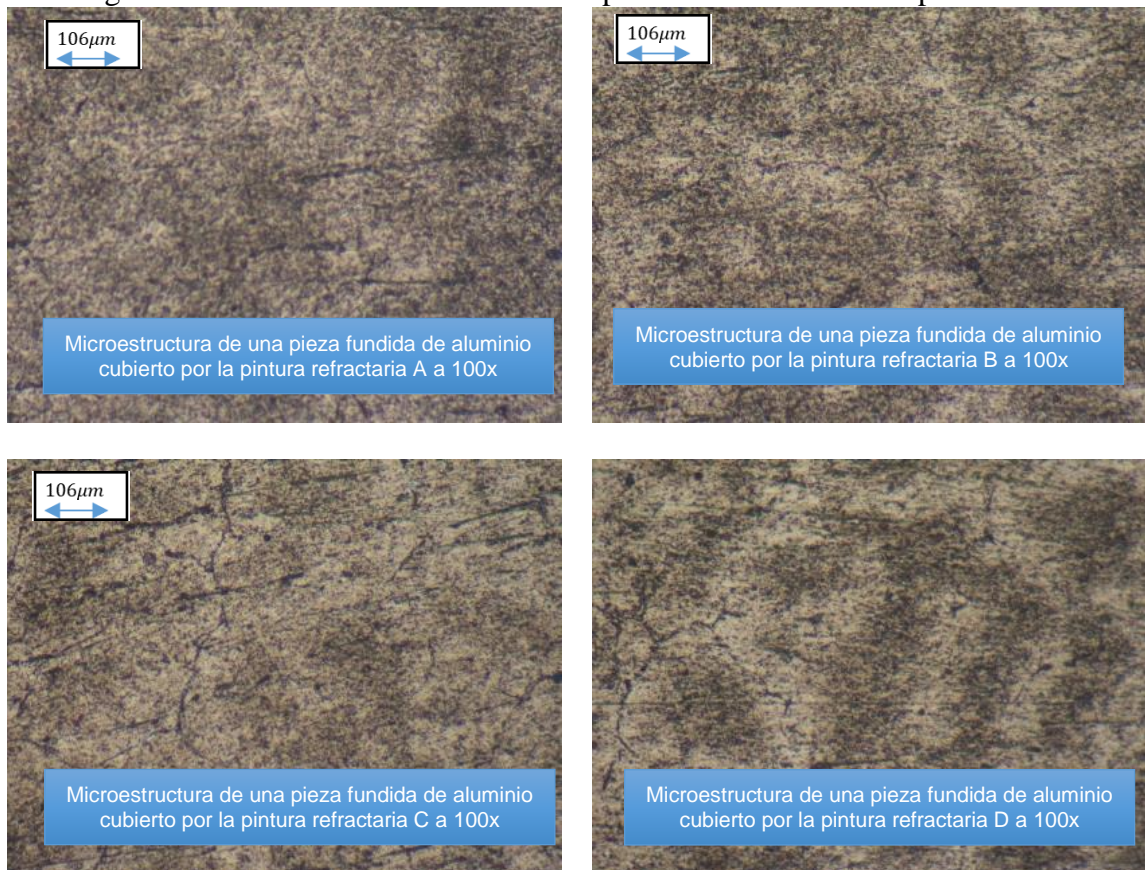 106μm
106μm
Microestructura de una pieza fundida de aluminio
cubierto por la pintura refractaria A a 100x
Microestructura de una pieza fundida de aluminio
cubierto por la pintura refractaria B a 100x
106μm
Microestructura de una pieza fundida de aluminio
cubierto por la pintura refractaria C a 100x
Microestructura de una pieza fundida de aluminio
cubierto por la pintura refractaria D a 100x